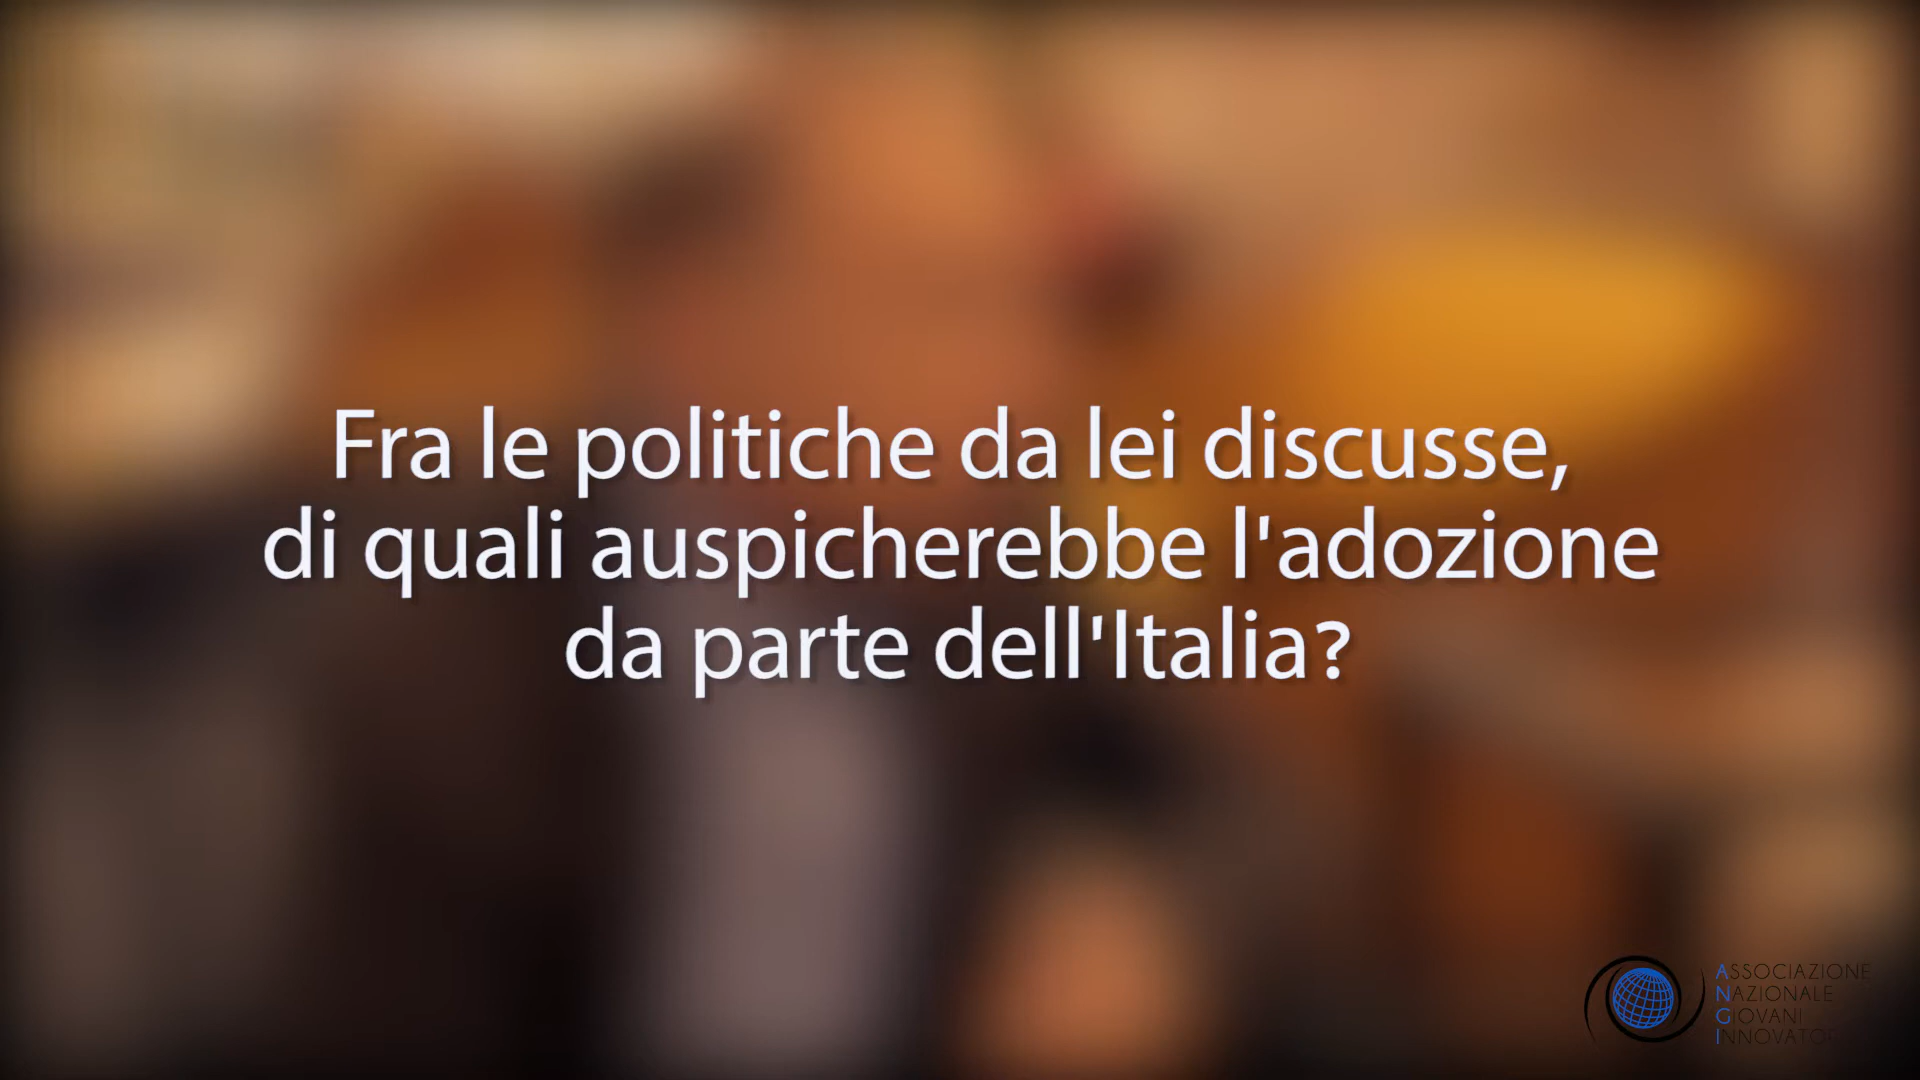 Fra le politiche da lei discusse,
di quali auspicherebbe l'adozione
da parte dell'Italia?
ASSOCIAZIONE
NAZIONALE
GIOVANI